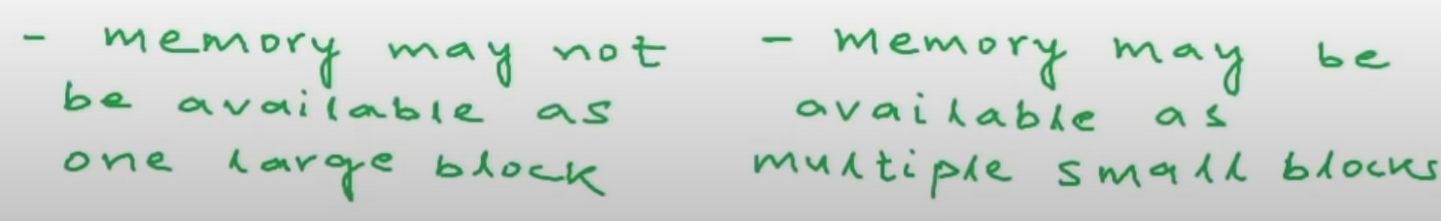 - memory may not
be available as
one large block
- memory may be
available as
multiple small blocks